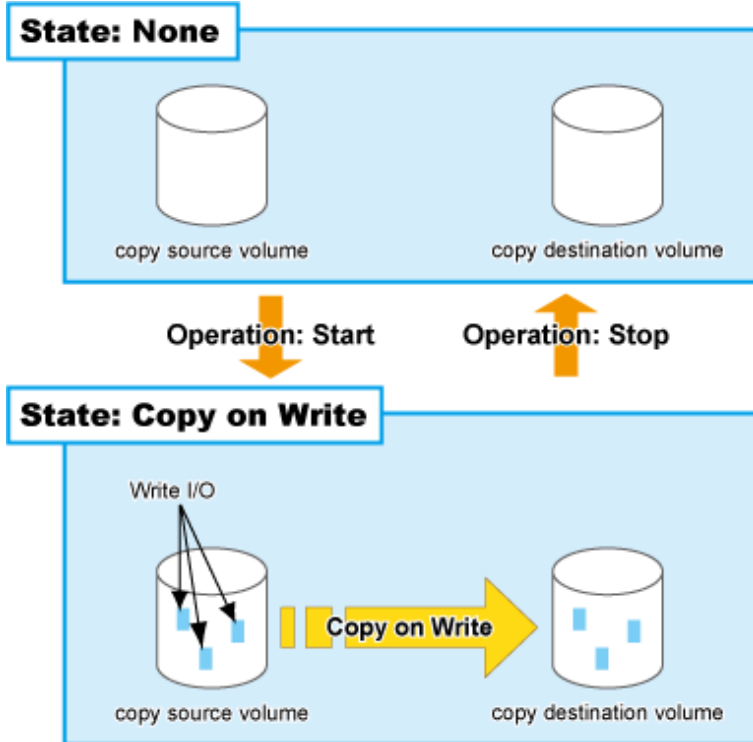 State: None
copy source volume
copy destination volume
Operation: Start
Operation: Stop
State: Copy on Write
Write I/O
Copy on Write
copy source volume
copy destination volume